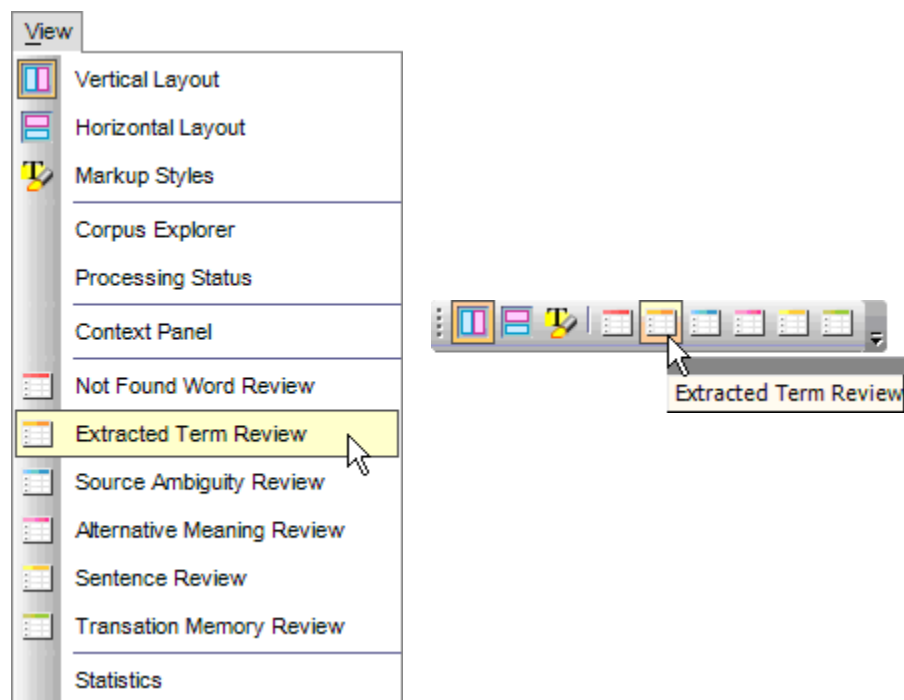 View
Vertical Layout
Horizontal Layout
Markup Styles
Corpus Explorer
Processing Status
Context Panel
Not Found Word Review
Extracted Term Review
Source Ambiguity Review
Alternative Meaning Review
Sentence Review
Transation Memory Review
Statistics
Extracted Term Review